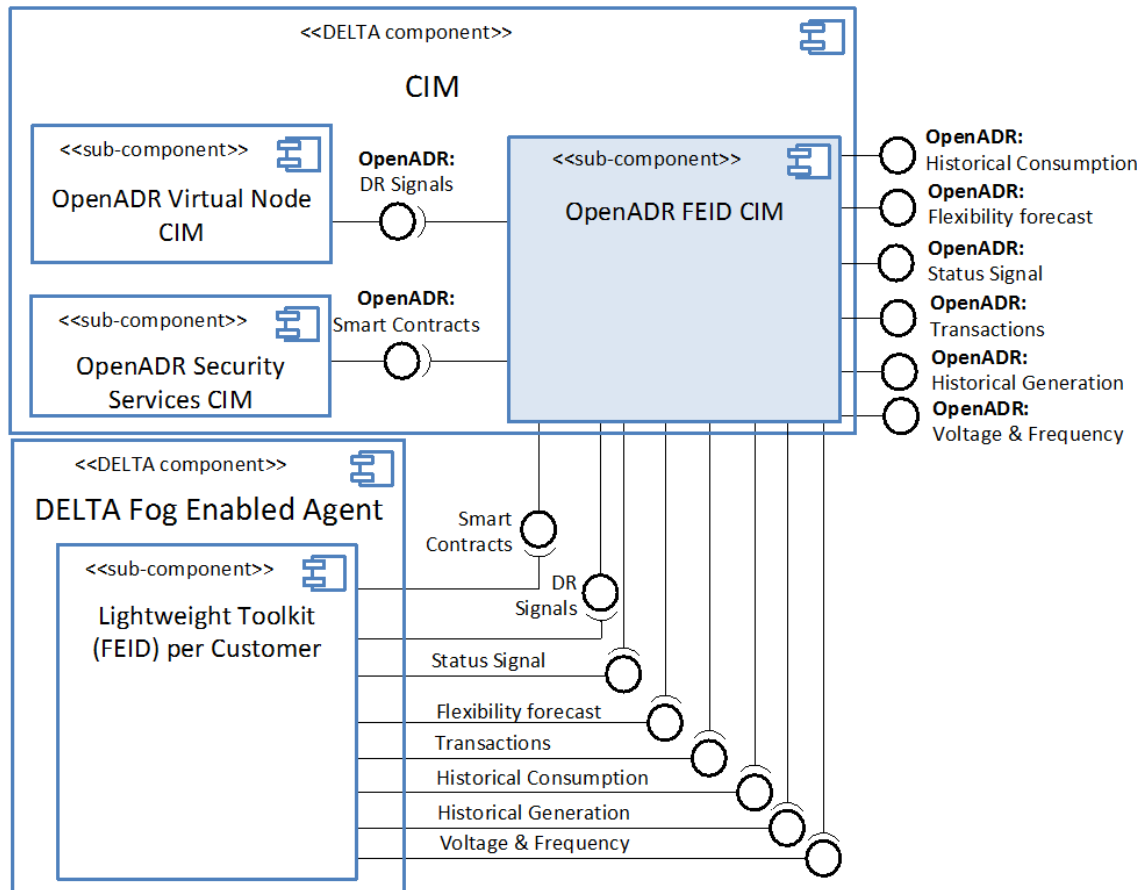 <<DELTA component>>
CIM
<<sub-component>>
OpenADR Virtual Node
CIM
OpenADR:
DR Signals
<<sub-component>>
OpenADR FEID CIM
OpenADR:
Historical Consumption
OpenADR:
Flexibility forecast
OpenADR:
Status Signal
OpenADR:
Transactions
OpenADR:
Historical Generation
OpenADR:
Voltage & Frequency
<<sub-component>>
OpenADR Security
Services CIM
OpenADR:
Smart Contracts
<<DELTA component>>
DELTA Fog Enabled Agent
<<sub-component>>
Lightweight Toolkit
(FEID) per Customer
Smart
Contracts
DR
Signals
Status Signal
Flexibility forecast
Transactions
Historical Consumption
Historical Generation
Voltage & Frequency